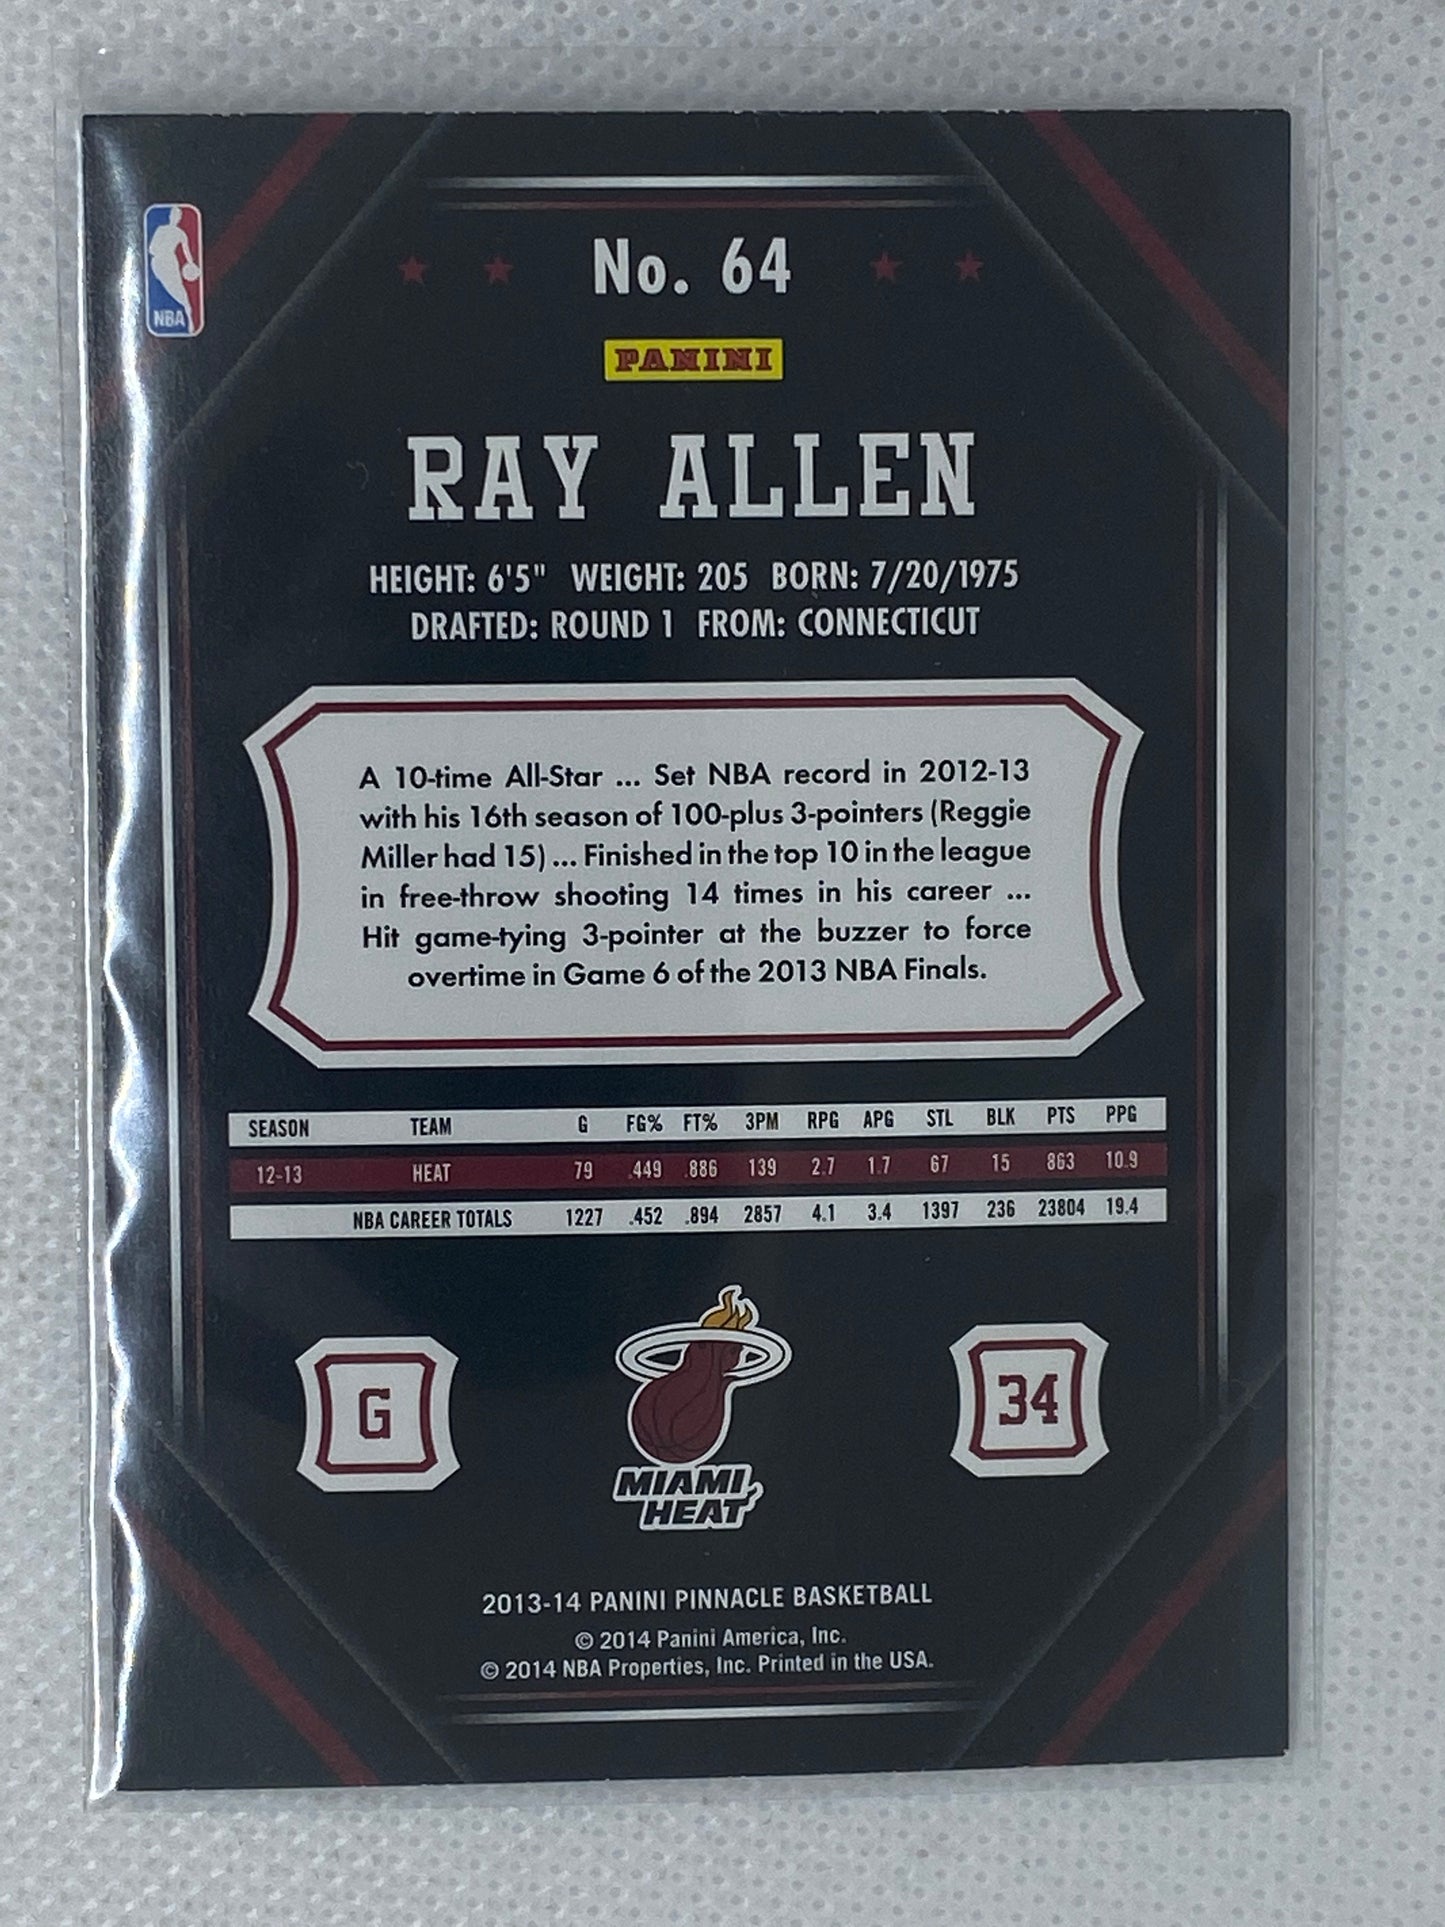 NBA
No. 64
PANINI
RAY ALLEN
HEIGHT: 6'5" WEIGHT: 205 BORN: 7/20/1975
DRAFTED: ROUND 1 FROM: CONNECTICUT
A 10-time All-Star ... Set NBA record in 2012-13
with his 16th season of 100-plus 3-pointers (Reggie
Miller had 15) ... Finished in the top 10 in the league
in free-throw shooting 14 times in his career ...
Hit game-tying 3-pointer at the buzzer to force
overtime in Game 6 of the 2013 NBA Finals.
SEASON TEAM G FG% FT% 3PM RPG APG STL BLK PTS PPG
12-13 HEAT 79 .449 .886 139 2.7 1.7 67 15 863 10.9
NBA CAREER TOTALS 1227 .452 .894 2857 4.1 3.4 1397 236 23804 19.4
G
34
MIAMI
HEAT
2013-14 PANINI PINNACLE BASKETBALL
© 2014 Panini America, Inc.
© 2014 NBA Properties, Inc. Printed in the USA.